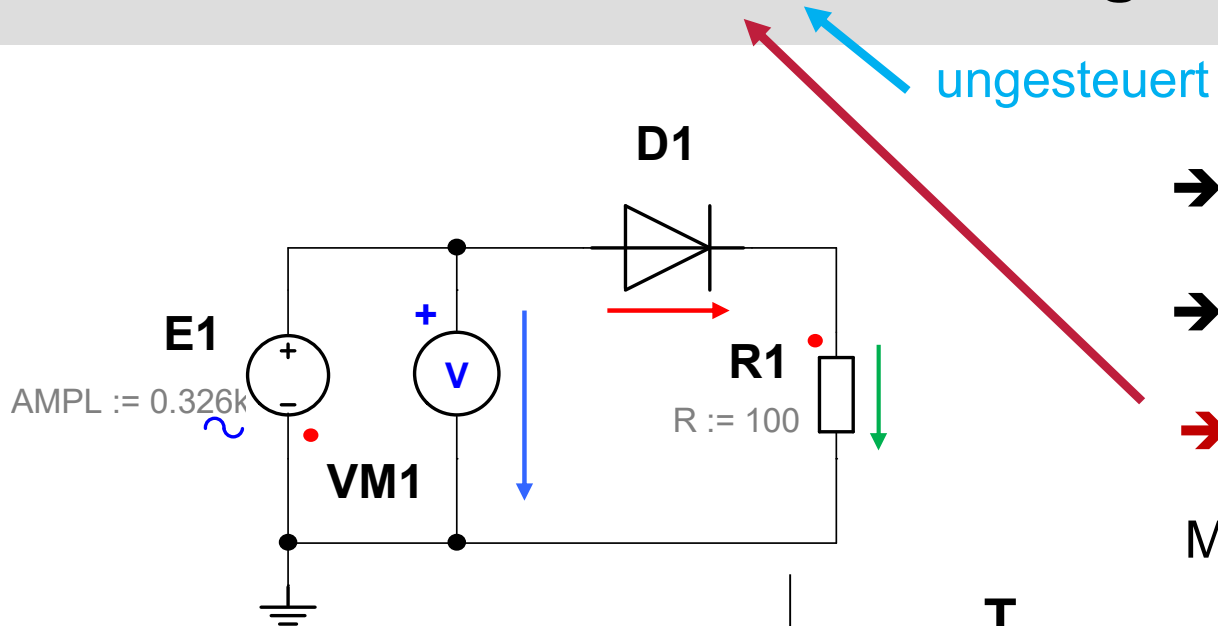 ungesteuert
D1
E1
+
+
V
R1
AMPL := 0.326k
R := 100
VM1
T